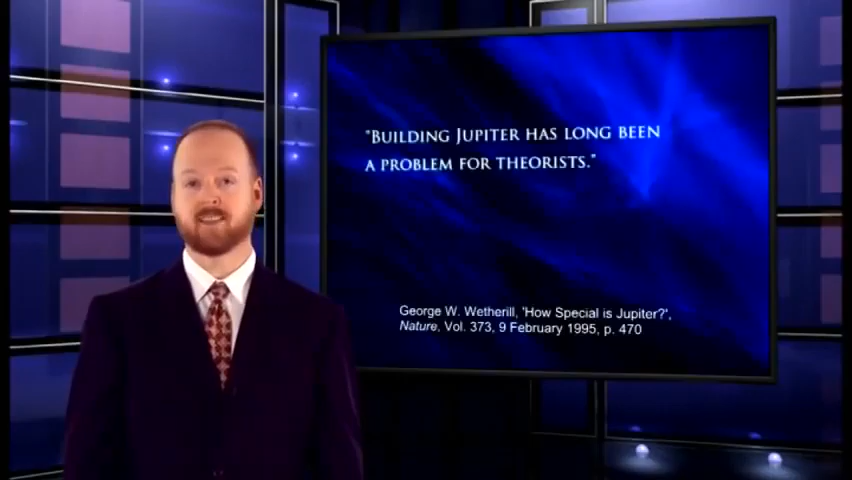 "Building Jupiter has long been
a problem for theorists."
George W. Wetherill, 'How Special is Jupiter?',
Nature, Vol. 373, 9 February 1995, p. 470